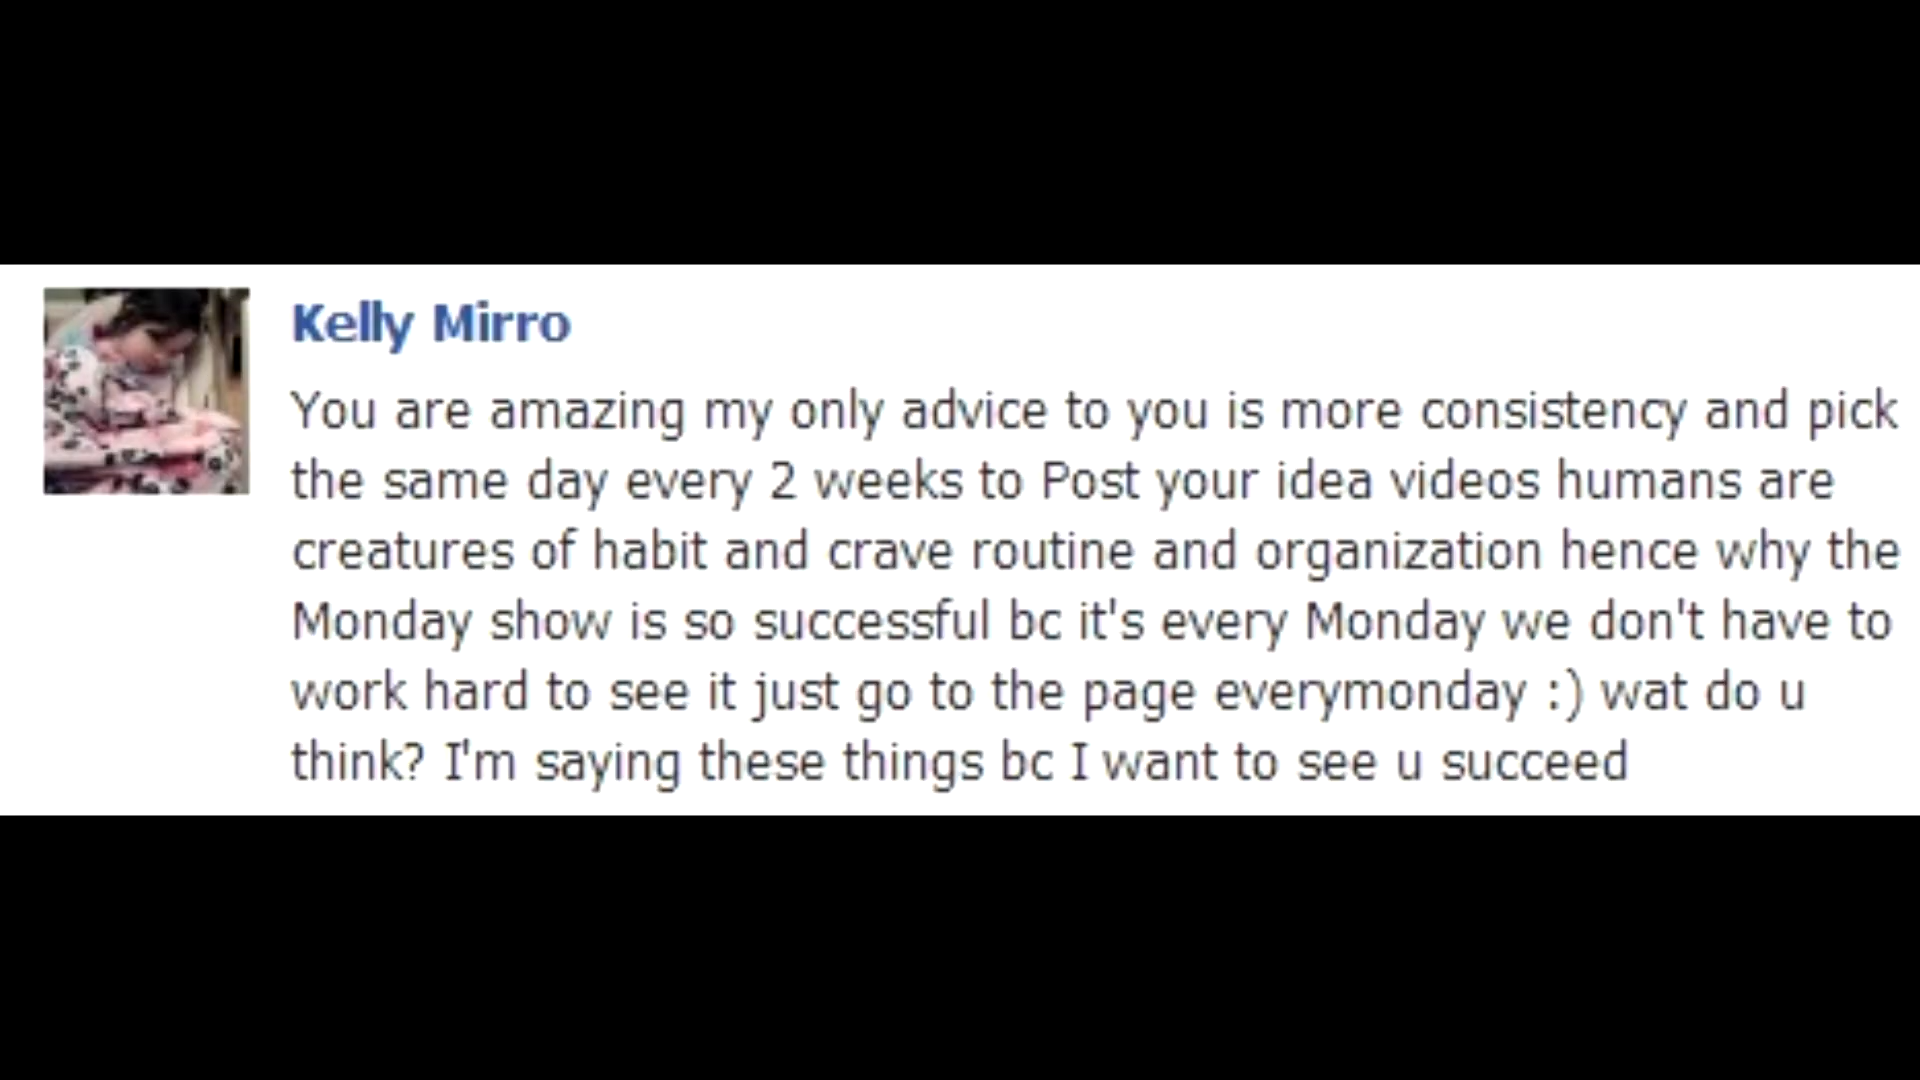 Kelly Mirro
You are amazing my only advice to you is more consistency and pick
the same day every 2 weeks to Post your idea videos humans are
creatures of habit and crave routine and organization hence why the
Monday show is so successful bc it's every Monday we don't have to
work hard to see it just go to the page everymonday :) wat do u
think? I'm saying these things bc I want to see u succeed